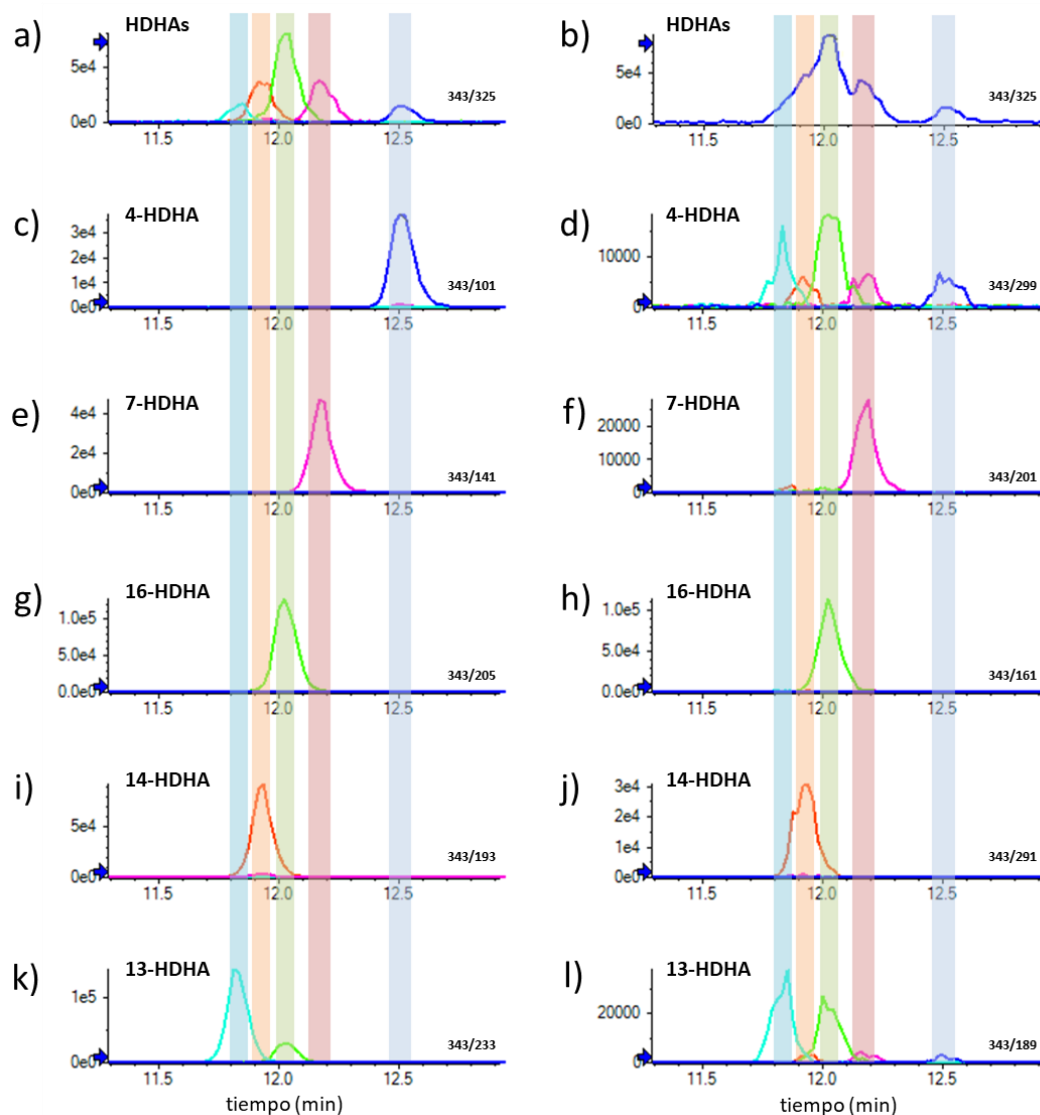 a) HDHAs
5e4
0e0
343/325
11.5 12.0 12.5
b) HDHAs
5e4
0e0
343/325
11.5 12.0 12.5
c) 4-HDHA
3e4
2e4
1e4
0e0
343/101
11.5 12.0 12.5
d) 4-HDHA
10000
0
343/299
11.5 12.0 12.5
e) 7-HDHA
4e4
2e4
0e0
343/141
11.5 12.0 12.5
f) 7-HDHA
20000
10000
0
343/201
11.5 12.0 12.5
g) 16-HDHA
1.0e5
5.0e4
0.0e0
343/205
11.5 12.0 12.5
h) 16-HDHA
1.0e5
5.0e4
0.0e0
343/161
11.5 12.0 12.5
i) 14-HDHA
5e4
0e0
343/193
11.5 12.0 12.5
j) 14-HDHA
3e4
2e4
1e4
0e0
343/291
11.5 12.0 12.5
k) 13-HDHA
1e5
0e0
343/233
11.5 12.0 12.5
tiempo (min)
l) 13-HDHA
20000
0
343/189
11.5 12.0 12.5
tiempo (min)